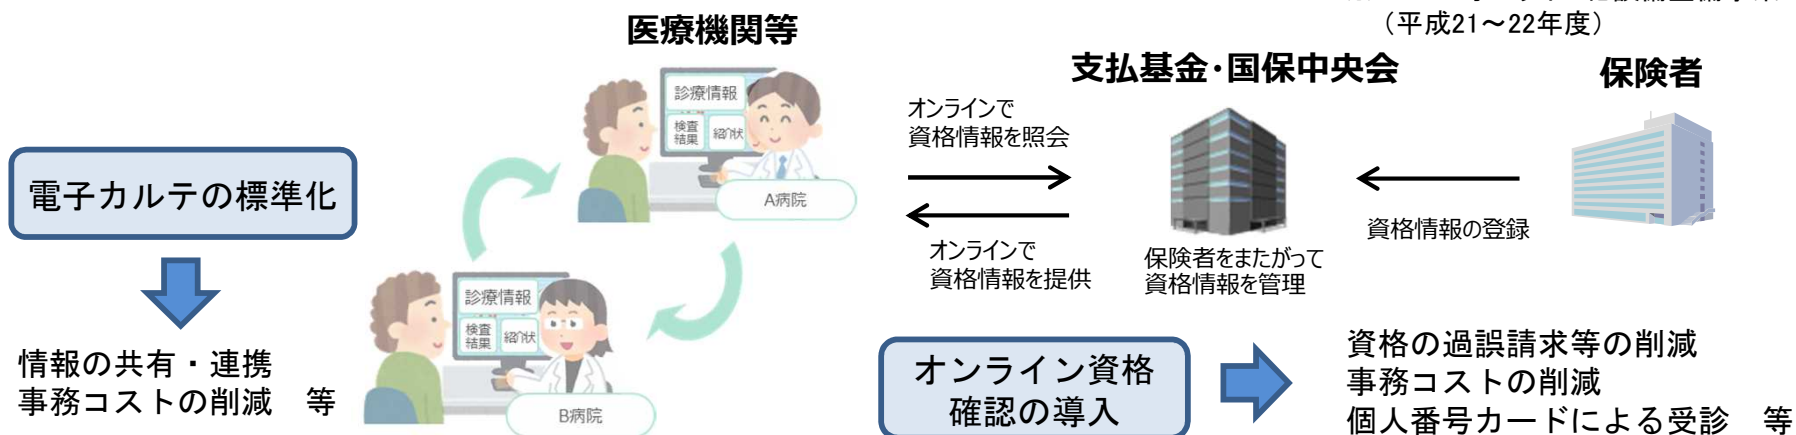 （平成21～22年度）
医療機関等
支払基金・国保中央会
保険者
診療情報
検査
結果
紹介状
A病院
オンラインで
資格情報を照会
オンラインで
資格情報を提供
保険者をまたがって
資格情報を管理
資格情報の登録
電子カルテの標準化
情報の共有・連携
事務コストの削減　等
診療情報
検査
結果
紹介状
B病院
オンライン資格
確認の導入
資格の過誤請求等の削減
事務コストの削減
個人番号カードによる受診　等